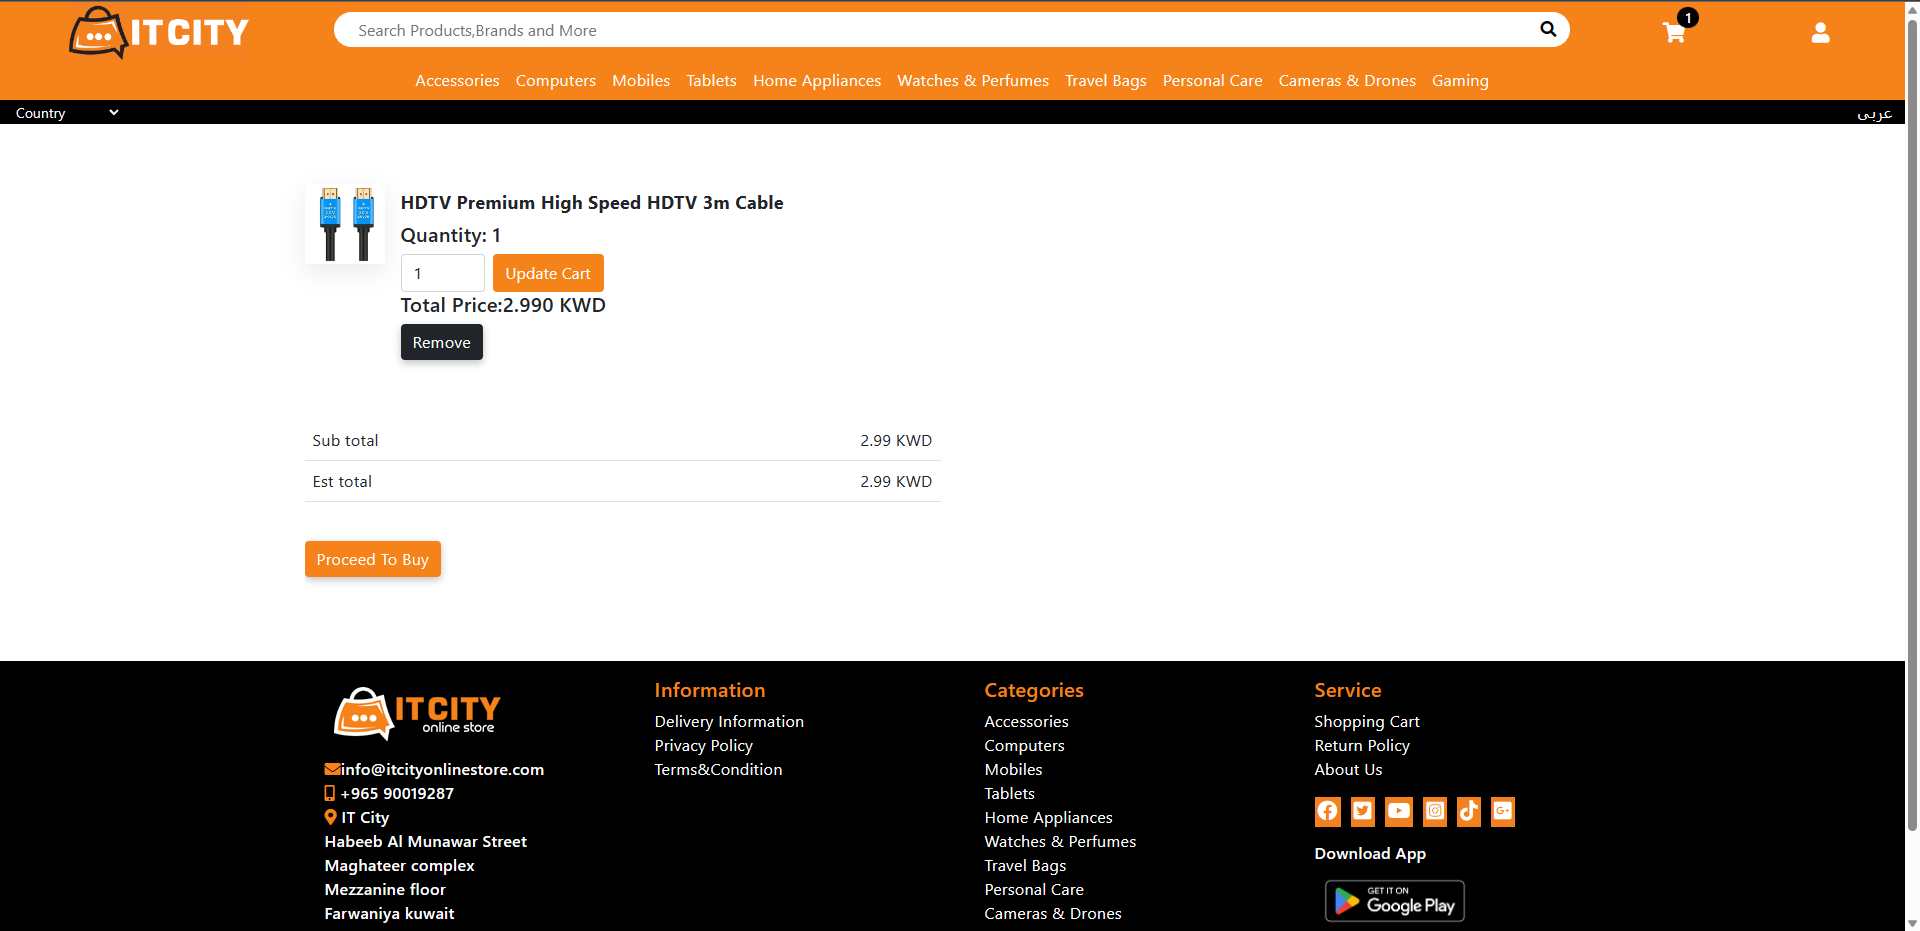 IT CITY
Search Products,Brands and More
1
Accessories Computers Mobiles Tablets Home Appliances Watches & Perfumes Travel Bags Personal Care Cameras & Drones Gaming
Country
عربى
HDTV Premium High Speed HDTV 3m Cable
Quantity: 1
1
Update Cart
Total Price:2.990 KWD
Remove
Sub total 2.99 KWD
Est total 2.99 KWD
Proceed To Buy
IT CITY
online store
info@itcityonlinestore.com
+965 90019287
IT City
Habeeb Al Munawar Street
Maghateer complex
Mezzanine floor
Farwaniya kuwait
Information
Delivery Information
Privacy Policy
Terms&Condition
Categories
Accessories
Computers
Mobiles
Tablets
Home Appliances
Watches & Perfumes
Travel Bags
Personal Care
Cameras & Drones
Service
Shopping Cart
Return Policy
About Us
Download App
GET IT ON
Google Play